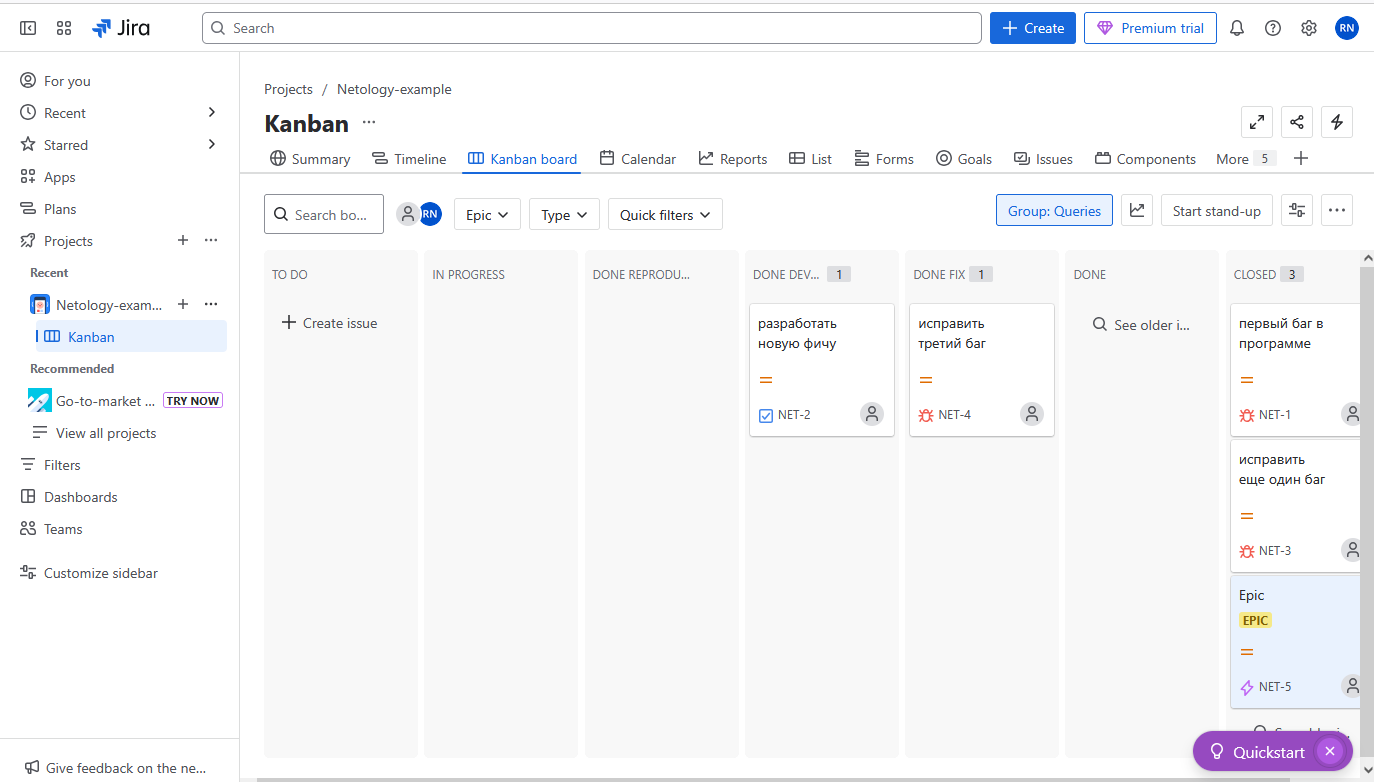 Jira
Search
Create
Premium trial
RN
For you
Recent
Starred
Apps
Plans
Projects
Recent
Netology-exam...
Kanban
Recommended
Go-to-market ...
TRY NOW
View all projects
Filters
Dashboards
Teams
Customize sidebar
Give feedback on the ne...
Projects / Netology-example
Kanban
Summary
Timeline
Kanban board
Calendar
Reports
List
Forms
Goals
Issues
Components
More 5
Search bo...
RN
Epic
Type
Quick filters
Group: Queries
Start stand-up
TO DO
Create issue
IN PROGRESS
DONE REPRODU...
DONE DEV... 1
разработать
новую фичу
NET-2
DONE FIX 1
исправить
третий баг
NET-4
DONE
See older i...
CLOSED 3
первый баг в
программе
NET-1
исправить
еще один баг
NET-3
Epic
EPIC
NET-5
Quickstart